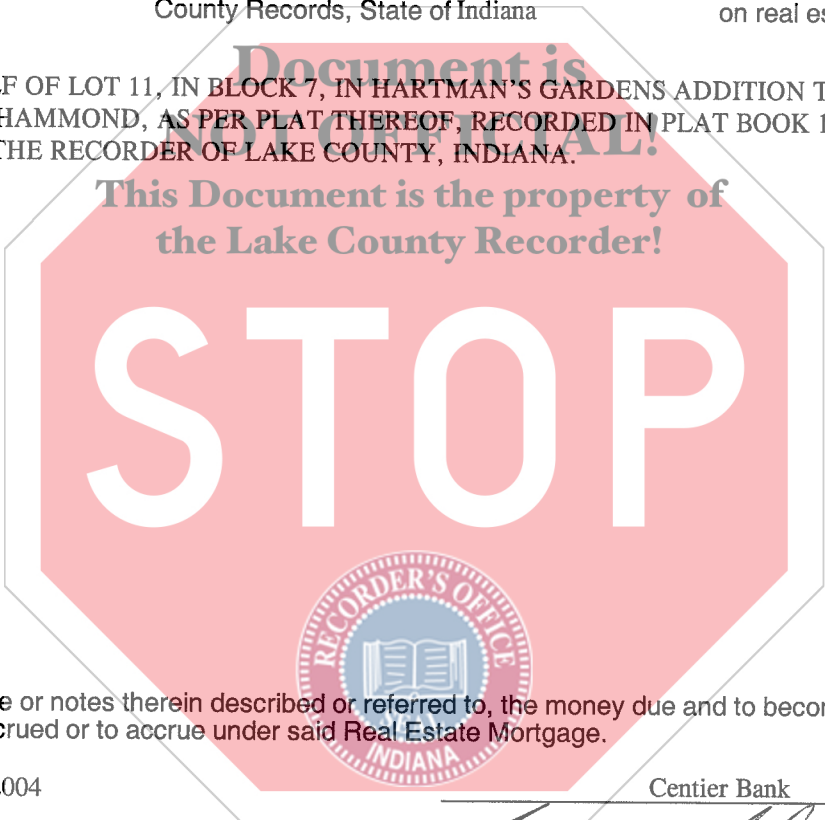 County Records, State of Indiana on real es
Document is
LF OF LOT 11, IN BLOCK 7, IN HARTMAN'S GARDENS ADDITION T
HAMMOND, AS PER PLAT THEREOF, RECORDED IN PLAT BOOK 1
NOT OFFICIAL!
THE RECORDER OF LAKE COUNTY, INDIANA.
This Document is the property of
the Lake County Recorder!
STOP
RECORDER'S OFFICE
SEAL
e or notes therein described or referred to, the money due and to becom
crued or to accrue under said Real Estate Mortgage.
INDIANA
2004 Centier Bank